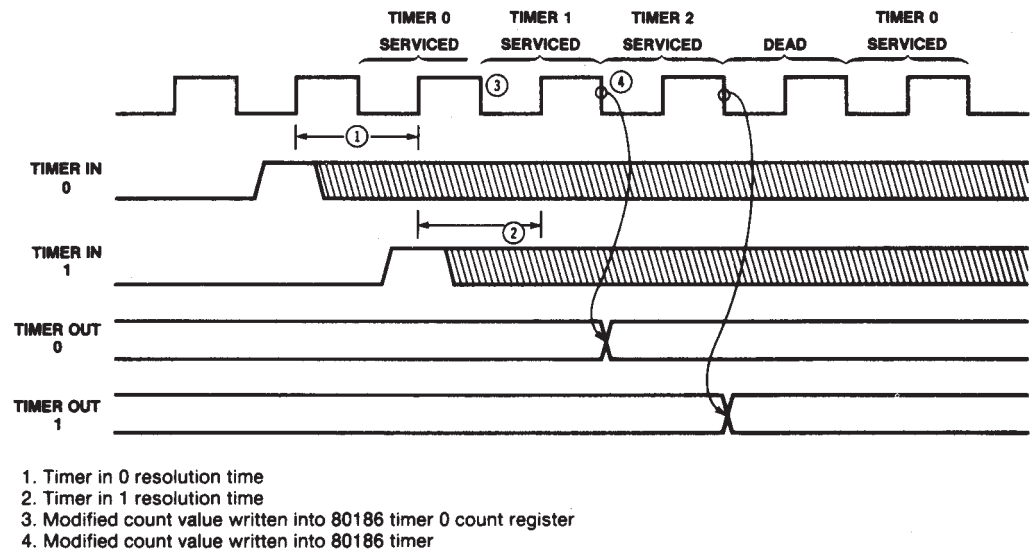 TIMER 0 TIMER 1 TIMER 2 TIMER 0
SERVICED SERVICED SERVICED DEAD SERVICED
3 4
1
TIMER IN
0
2
TIMER IN
1
TIMER OUT
0
TIMER OUT
1
1. Timer in 0 resolution time
2. Timer in 1 resolution time
3. Modified count value written into 80186 timer 0 count register
4. Modified count value written into 80186 timer